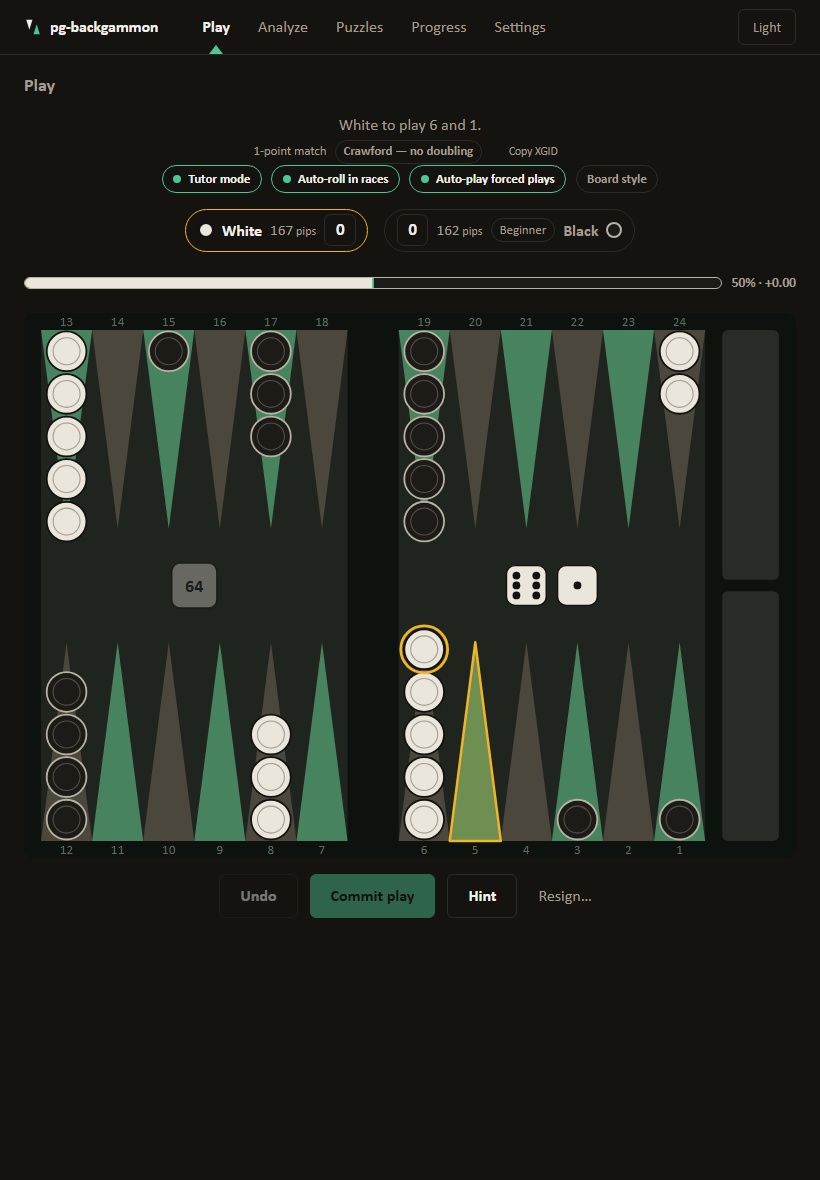 pg-backgammon Play Analyze Puzzles Progress Settings Light
Play
White to play 6 and 1.
1-point match Crawford — no doubling Copy XGID
Tutor mode Auto-roll in races Auto-play forced plays Board style
White 167 pips 0 0 162 pips Beginner Black
50% · +0.00
13 14 15 16 17 18 19 20 21 22 23 24
64
12 11 10 9 8 7 6 5 4 3 2 1
Undo Commit play Hint Resign...